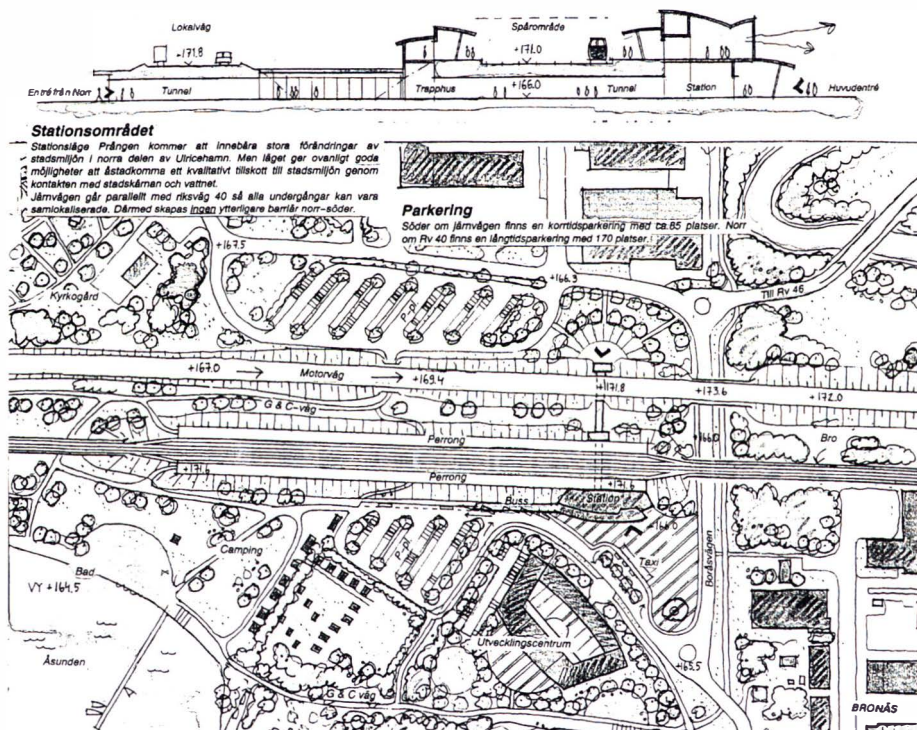 Lokalväg
Spårområde
+171.8
+171.0
Entré från Norr
Tunnel
Trapphus
+166.0
Tunnel
Station
Huvudentré
Stationsområdet
Stationsläge Prången kommer att innebära stora förändringar av
stadsmiljön i norra delen av Ulricehamn. Men läget ger ovanligt goda
möjligheter att åstadkomma ett kvalitativt tillskott till stadsmiljön genom
kontakten med stadskärnan och vattnet.
Järnvägen går parallellt med riksväg 40 så alla undergångar kan vara
samlokaliserade. Därmed skapas ingen ytterligare barriär norr-söder.
Parkering
Söder om järnvägen finns en korttidsparkering med ca.85 platser. Norr
om Rv 40 finns en långtidsparkering med 170 platser.
+167.5
+166.3
Kyrkogård
P-P
Till Rv 46
+167.0
Motorväg
+169.4
+171.8
+173.6
+172.0
G & C-väg
+166.0
Bro
Perrong
Perrong
+171.6
+171.6
Buss
Station
+166.0
Camping
P-P
Taxi
Boråsvägen
Bad
VY +164.5
Utvecklingscentrum
Åsunden
+165.5
G & C väg
BRONÄS